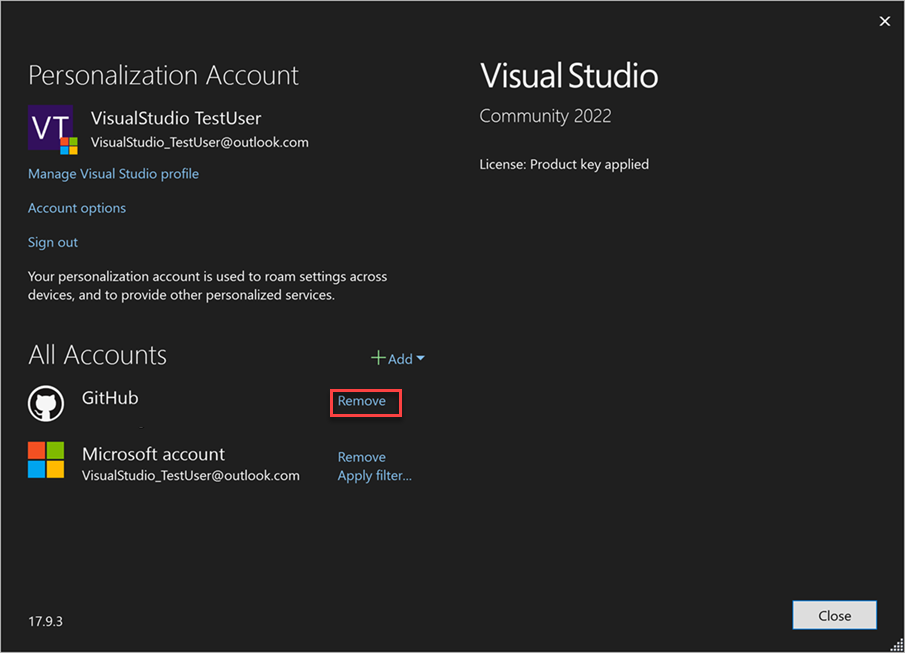 Personalization Account
VT
VisualStudio TestUser
VisualStudio_TestUser@outlook.com
Manage Visual Studio profile
Account options
Sign out
Your personalization account is used to roam settings across
devices, and to provide other personalized services.
All Accounts
Add
GitHub
Remove
Microsoft account
VisualStudio_TestUser@outlook.com
Remove
Apply filter...
17.9.3
Visual Studio
Community 2022
License: Product key applied
Close